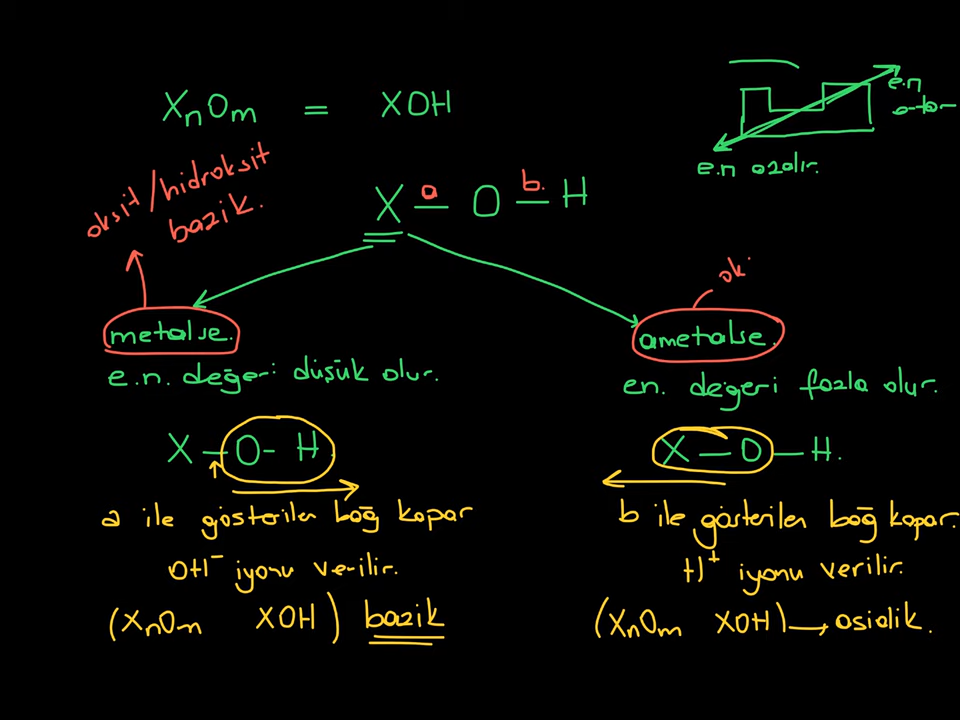 XnOm = XOH
e.n
artar
e.n azalır.
oksit/hidroksit
bazik.
X a O b. H
ok
metalse.
ametalse.
e.n. değeri düşük olur.
en. değeri fazla olur.
X - O - H
X - O - H.
a ile gösterilen bağ kopar
b ile gösterilen bağ kopar.
OH⁻ iyonu verilir.
H⁺ iyonu verilir.
(XnOm XOH) bazik
(XnOm XOH) → asidik.